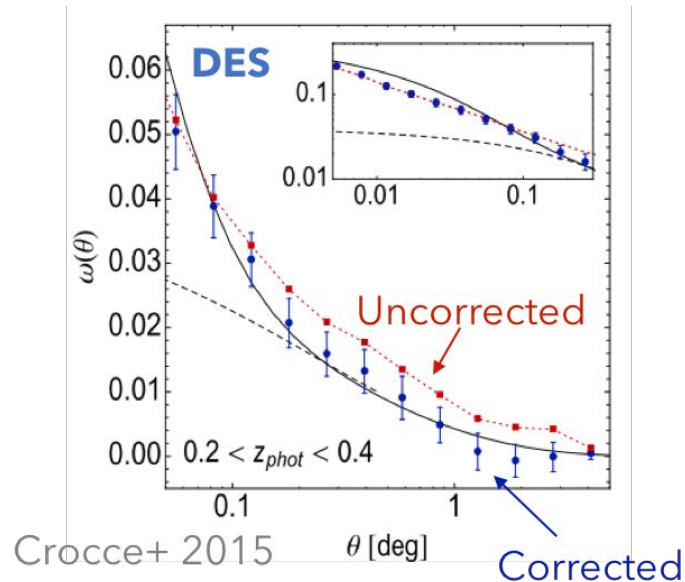 DES
0.06
0.05
0.04
0.03
0.02
0.01
0.00
ω(θ)
0.1
0.01
0.01
0.1
Uncorrected
0.2 < z_phot < 0.4
0.1
1
θ [deg]
Crocce+ 2015
Corrected